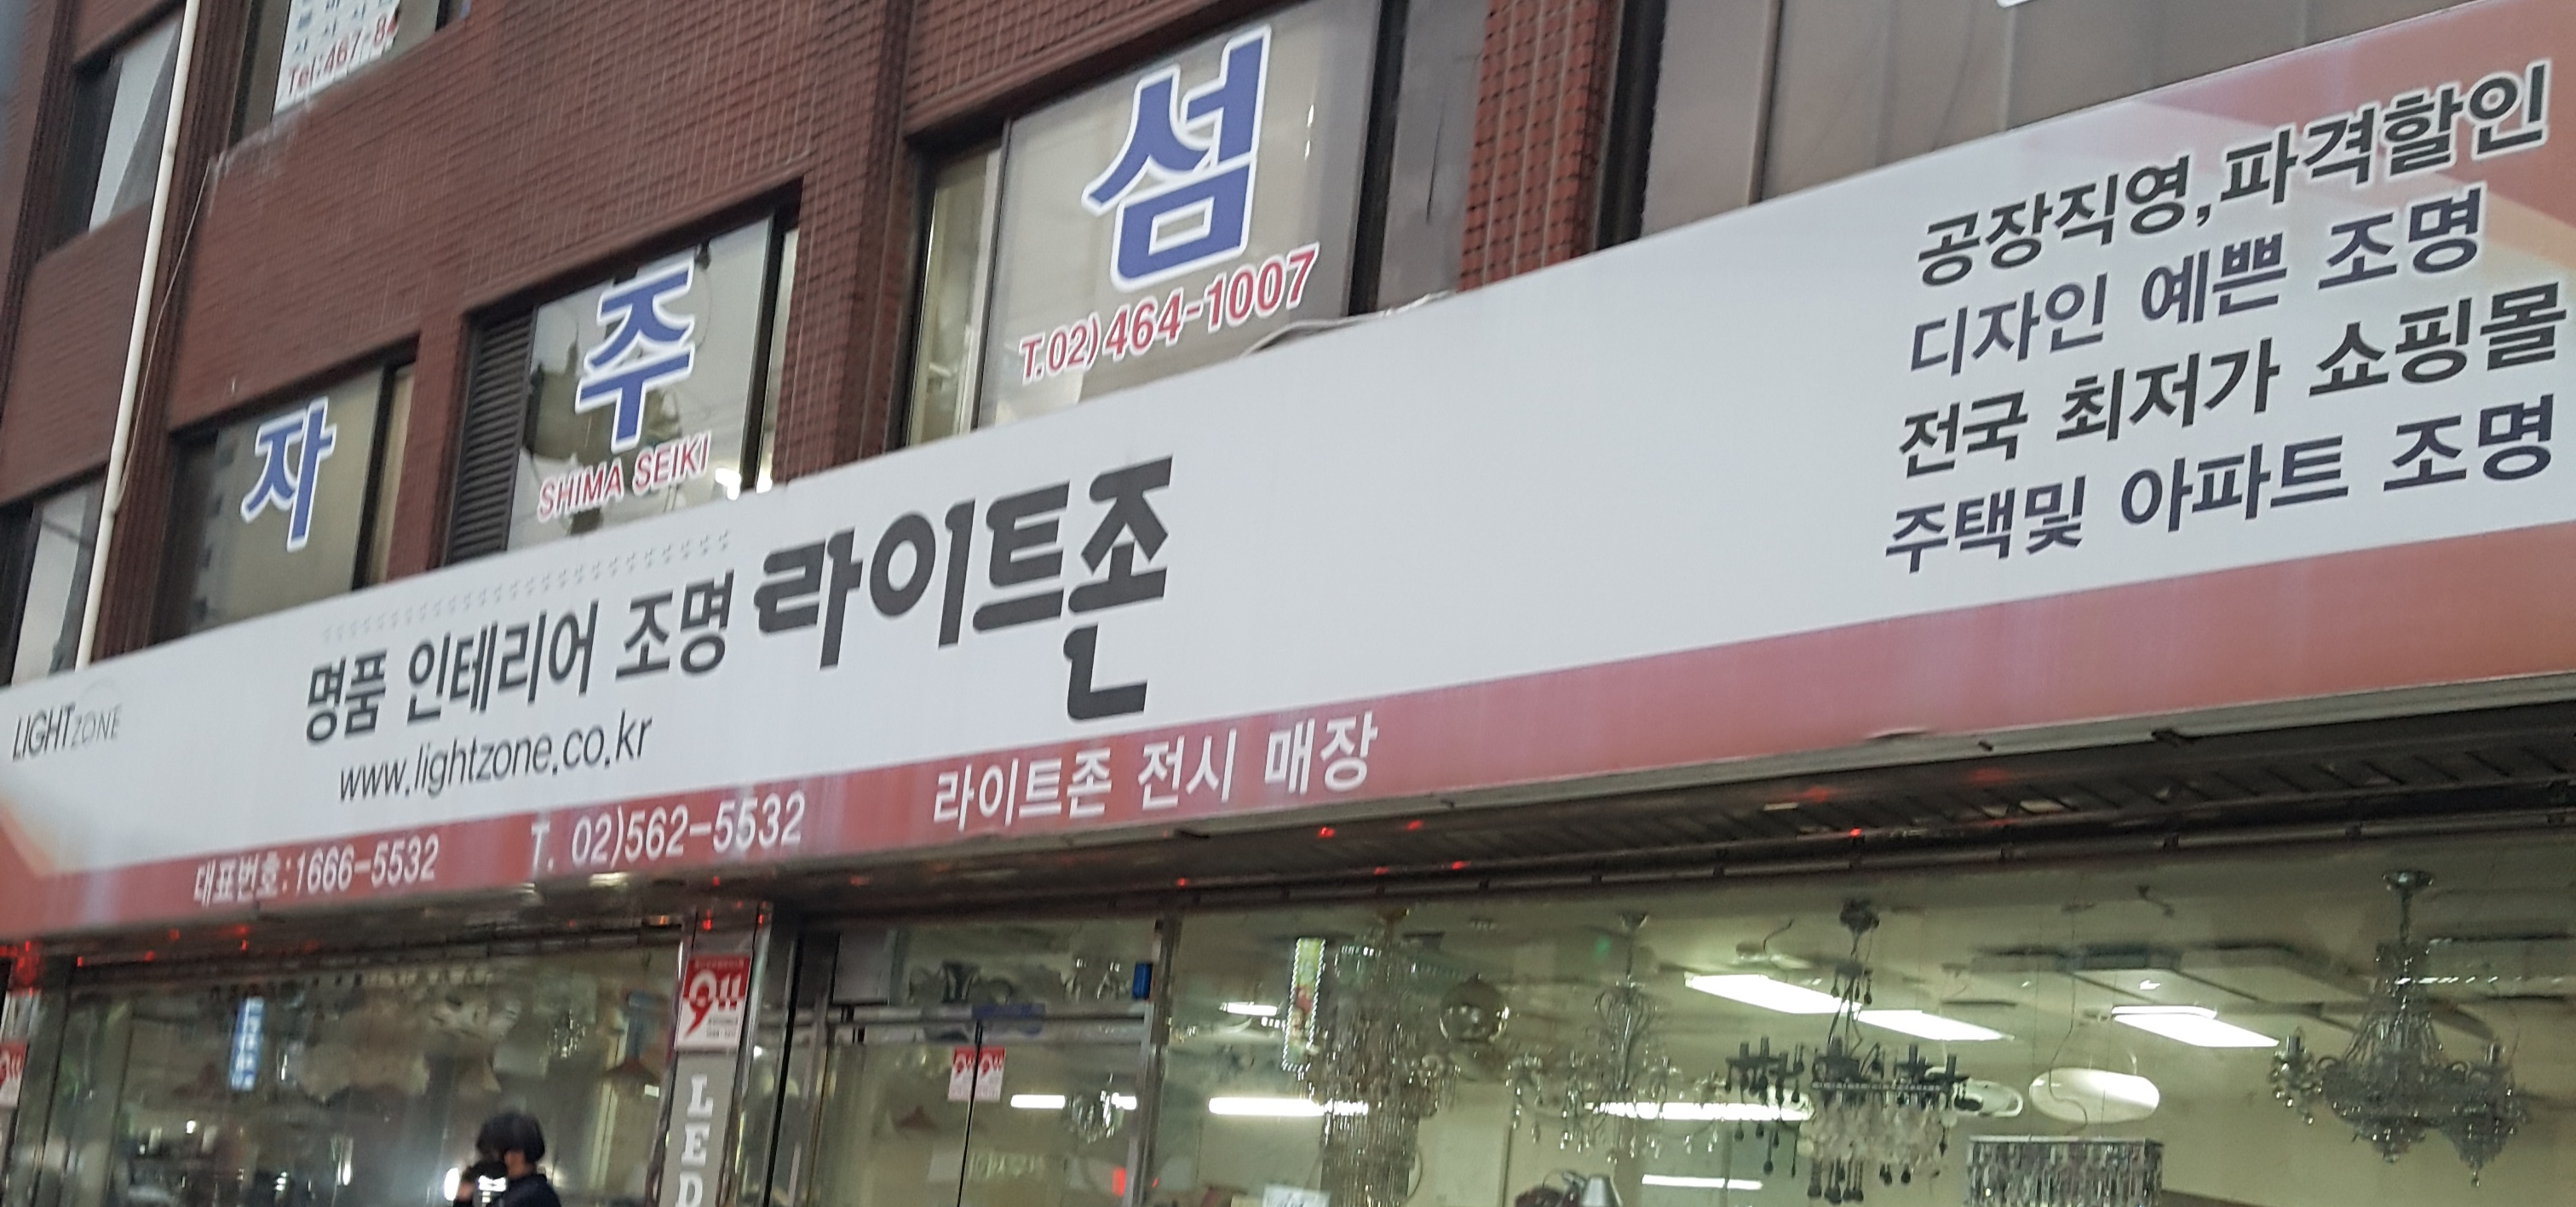 Tel:467-84
자 주 섬
SHIMA SEIKI
T.02)464-1007
공장직영,파격할인
디자인 예쁜 조명
전국 최저가 쇼핑몰
주택및 아파트 조명
LIGHTZONE
명품 인테리어 조명 라이트존
www.lightzone.co.kr
대표번호:1666-5532 T. 02)562-5532 라이트존 전시 매장
LED